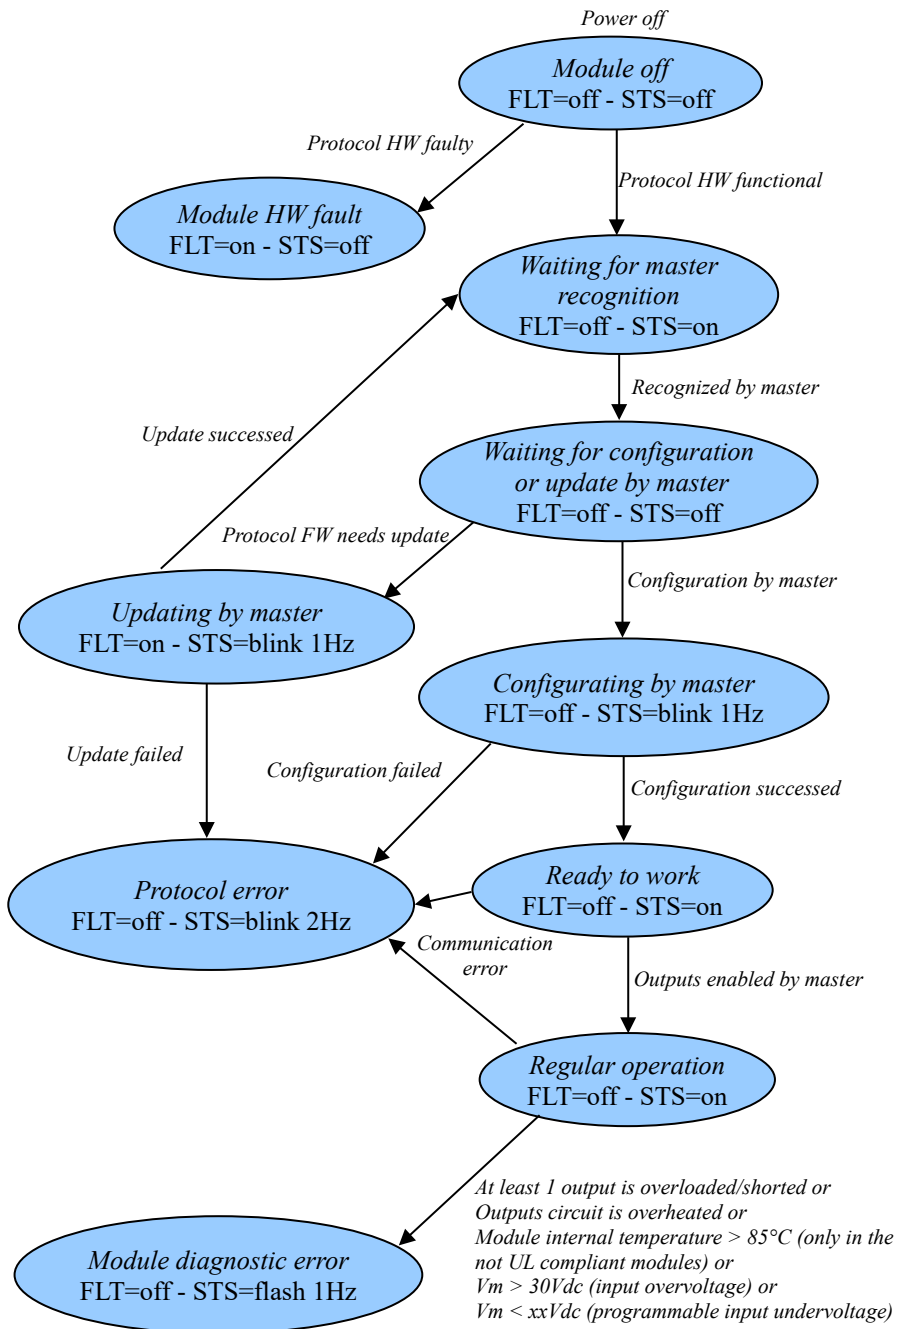 Power off
Module off
FLT=off - STS=off
Protocol HW faulty
Protocol HW functional
Module HW fault
FLT=on - STS=off
Waiting for master
recognition
FLT=off - STS=on
Recognized by master
Update successed
Waiting for configuration
or update by master
FLT=off - STS=off
Protocol FW needs update
Configuration by master
Updating by master
FLT=on - STS=blink 1Hz
Configurating by master
FLT=off - STS=blink 1Hz
Update failed
Configuration failed
Configuration successed
Protocol error
FLT=off - STS=blink 2Hz
Ready to work
FLT=off - STS=on
Communication
error
Outputs enabled by master
Regular operation
FLT=off - STS=on
At least 1 output is overloaded/shorted or
Outputs circuit is overheated or
Module internal temperature > 85°C (only in the
not UL compliant modules) or
Vm > 30Vdc (input overvoltage) or
Vm < xxVdc (programmable input undervoltage)
Module diagnostic error
FLT=off - STS=flash 1Hz